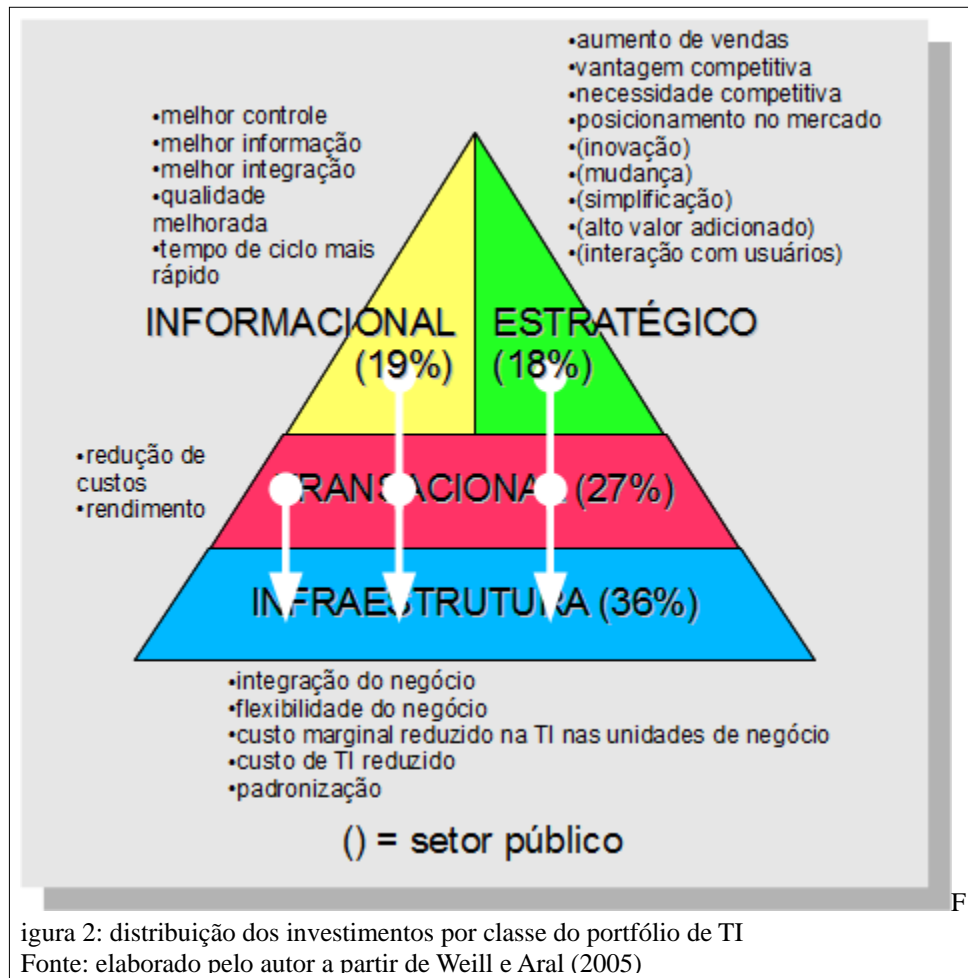 •aumento de vendas
•vantagem competitiva
•necessidade competitiva
•posicionamento no mercado
•(inovação)
•(mudança)
•(simplificação)
•(alto valor adicionado)
•(interação com usuários)
•melhor controle
•melhor informação
•melhor integração
•qualidade
melhorada
•tempo de ciclo mais
rápido
INFORMACIONAL
(19%)
ESTRATÉGICO
(18%)
•redução de
custos
•rendimento
TRANSACIONAL (27%)
INFRAESTRUTURA (36%)
•integração do negócio
•flexibilidade do negócio
•custo marginal reduzido na TI nas unidades de negócio
•custo de TI reduzido
•padronização
() = setor público
F
igura 2: distribuição dos investimentos por classe do portfólio de TI
Fonte: elaborado pelo autor a partir de Weill e Aral (2005)